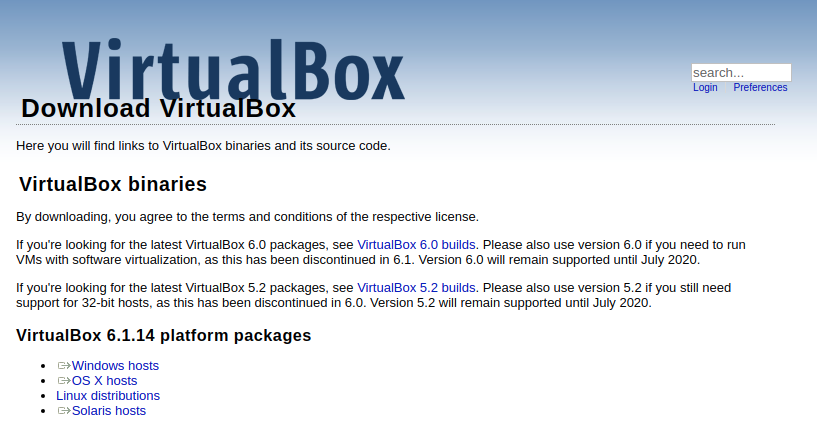 VirtualBox
search...
Login Preferences
Download VirtualBox
Here you will find links to VirtualBox binaries and its source code.
VirtualBox binaries
By downloading, you agree to the terms and conditions of the respective license.
If you're looking for the latest VirtualBox 6.0 packages, see VirtualBox 6.0 builds. Please also use version 6.0 if you need to run
VMs with software virtualization, as this has been discontinued in 6.1. Version 6.0 will remain supported until July 2020.
If you're looking for the latest VirtualBox 5.2 packages, see VirtualBox 5.2 builds. Please also use version 5.2 if you still need
support for 32-bit hosts, as this has been discontinued in 6.0. Version 5.2 will remain supported until July 2020.
VirtualBox 6.1.14 platform packages
Windows hosts
OS X hosts
Linux distributions
Solaris hosts